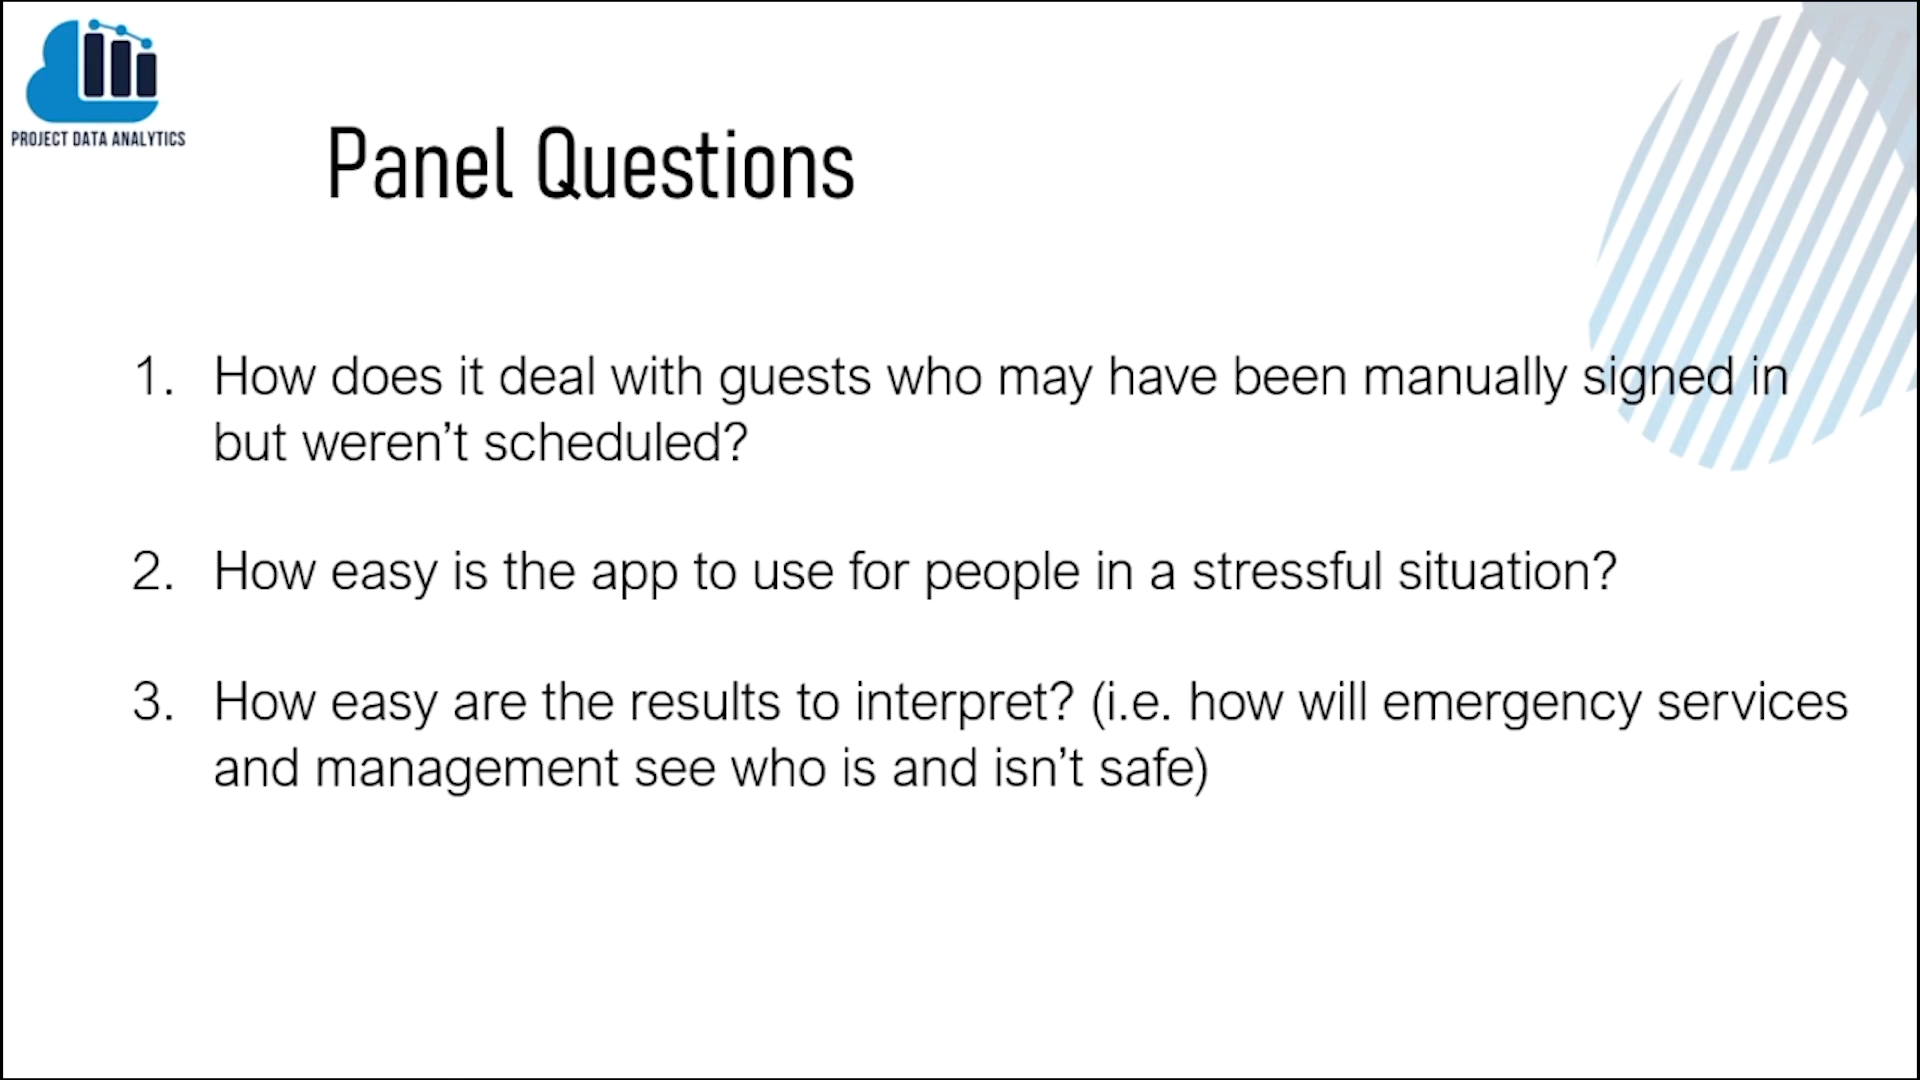 PROJECT DATA ANALYTICS
Panel Questions
1. How does it deal with guests who may have been manually signed in
but weren’t scheduled?
2. How easy is the app to use for people in a stressful situation?
3. How easy are the results to interpret? (i.e. how will emergency services
and management see who is and isn’t safe)